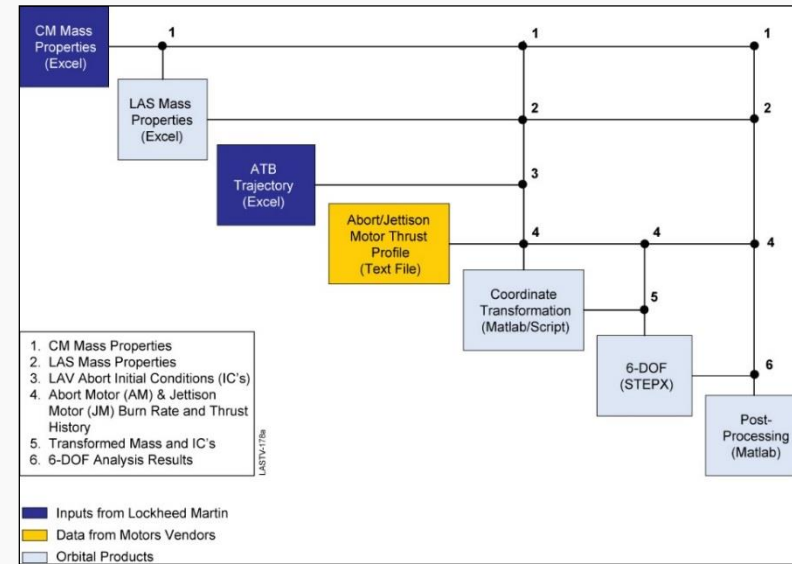 CM Mass
Properties
(Excel)
1
1
1
LAS Mass
Properties
(Excel)
2
2
ATB
Trajectory
(Excel)
3
Abort/Jettison
Motor Thrust
Profile
(Text File)
4
4
4
Coordinate
Transformation
(Matlab/Script)
5
6-DOF
(STEPX)
6
Post-
Processing
(Matlab)
1. CM Mass Properties
2. LAS Mass Properties
3. LAV Abort Initial Conditions (IC's)
4. Abort Motor (AM) & Jettison
Motor (JM) Burn Rate and Thrust
History
5. Transformed Mass and IC's
6. 6-DOF Analysis Results
LASTV-178a
Inputs from Lockheed Martin
Data from Motors Vendors
Orbital Products